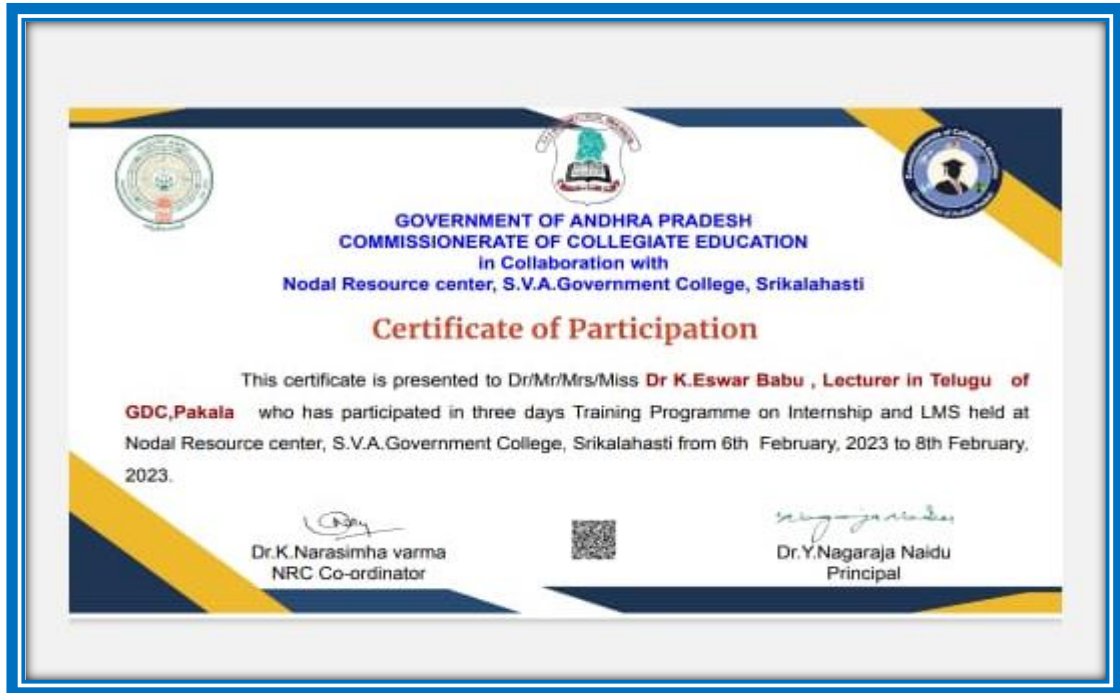 GOVERNMENT OF ANDHRA PRADESH
COMMISSIONERATE OF COLLEGIATE EDUCATION
in Collaboration with
Nodal Resource center, S.V.A.Government College, Srikalahasti
Certificate of Participation
This certificate is presented to Dr/Mr/Mrs/Miss Dr K.Eswar Babu , Lecturer in Telugu of
GDC,Pakala who has participated in three days Training Programme on Internship and LMS held at
Nodal Resource center, S.V.A.Government College, Srikalahasti from 6th February, 2023 to 8th February,
2023.
Dr.K.Narasimha varma
NRC Co-ordinator
Dr.Y.Nagaraja Naidu
Principal